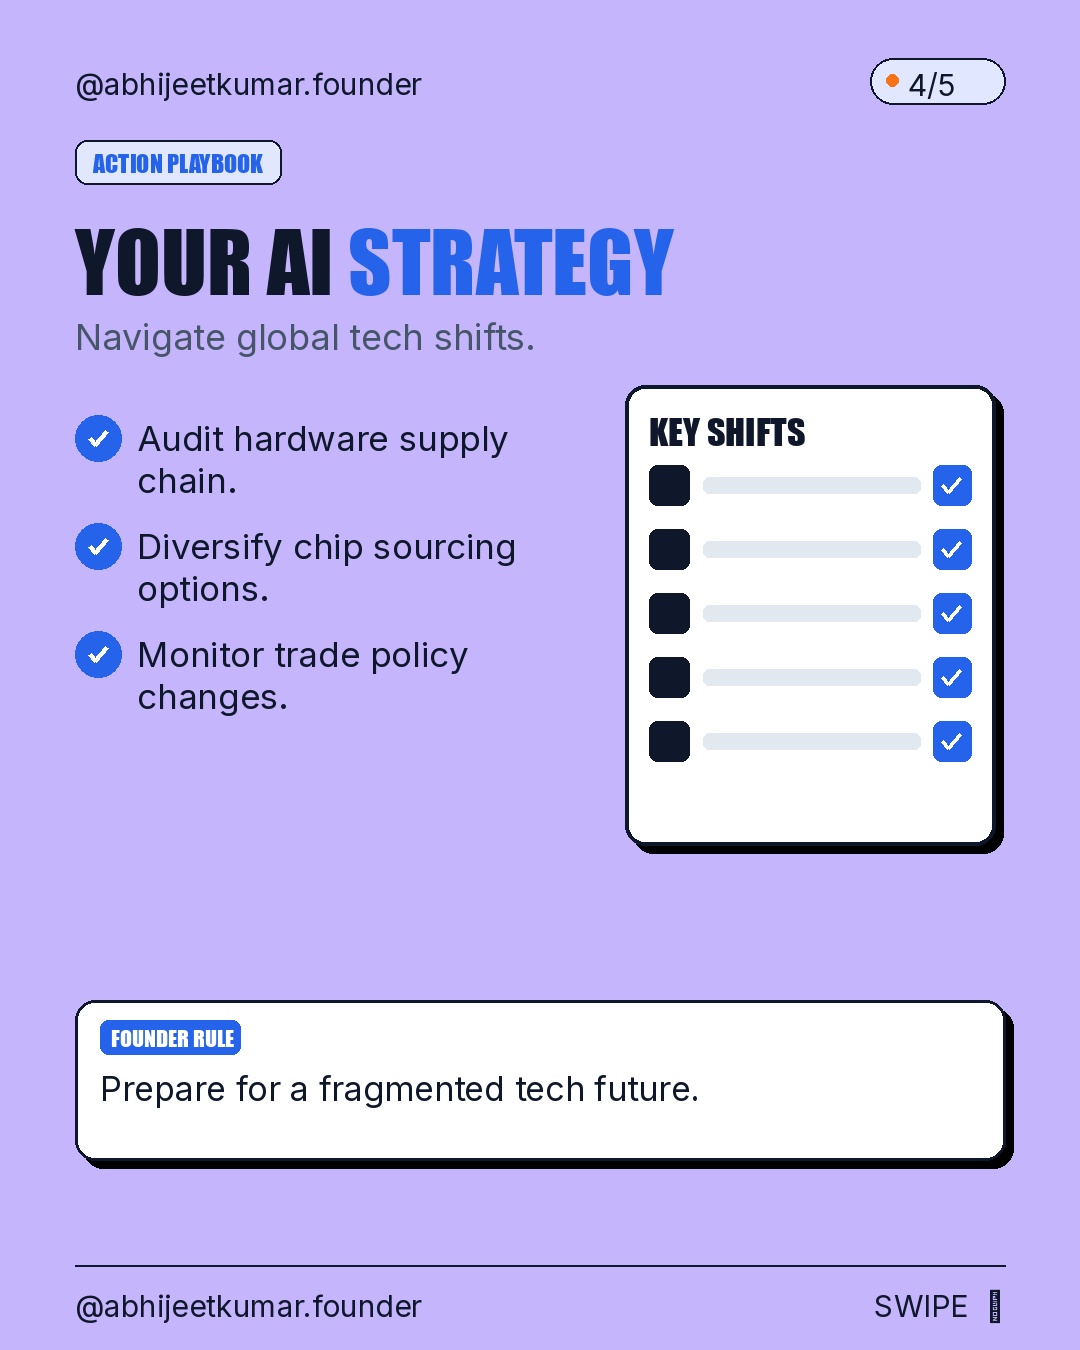 @abhijeetkumar.founder
4/5
ACTION PLAYBOOK
YOUR AI STRATEGY
Navigate global tech shifts.
Audit hardware supply
chain.
Diversify chip sourcing
options.
Monitor trade policy
changes.
KEY SHIFTS
FOUNDER RULE
Prepare for a fragmented tech future.
@abhijeetkumar.founder
SWIPE